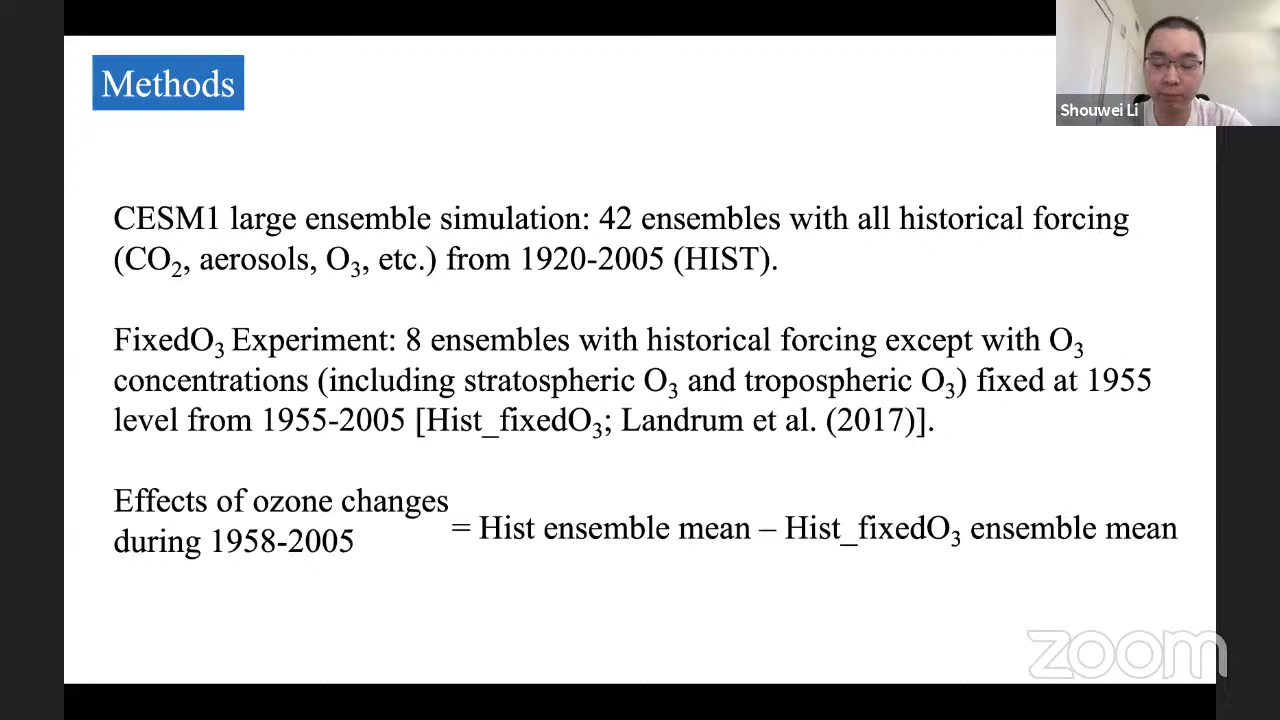 Methods
Shouwei Li
CESM1 large ensemble simulation: 42 ensembles with all historical forcing
(CO₂, aerosols, O₃, etc.) from 1920-2005 (HIST).
FixedO₃ Experiment: 8 ensembles with historical forcing except with O₃
concentrations (including stratospheric O₃ and tropospheric O₃) fixed at 1955
level from 1955-2005 [Hist_fixedO₃; Landrum et al. (2017)].
Effects of ozone changes
during 1958-2005
= Hist ensemble mean – Hist_fixedO₃ ensemble mean
zoom